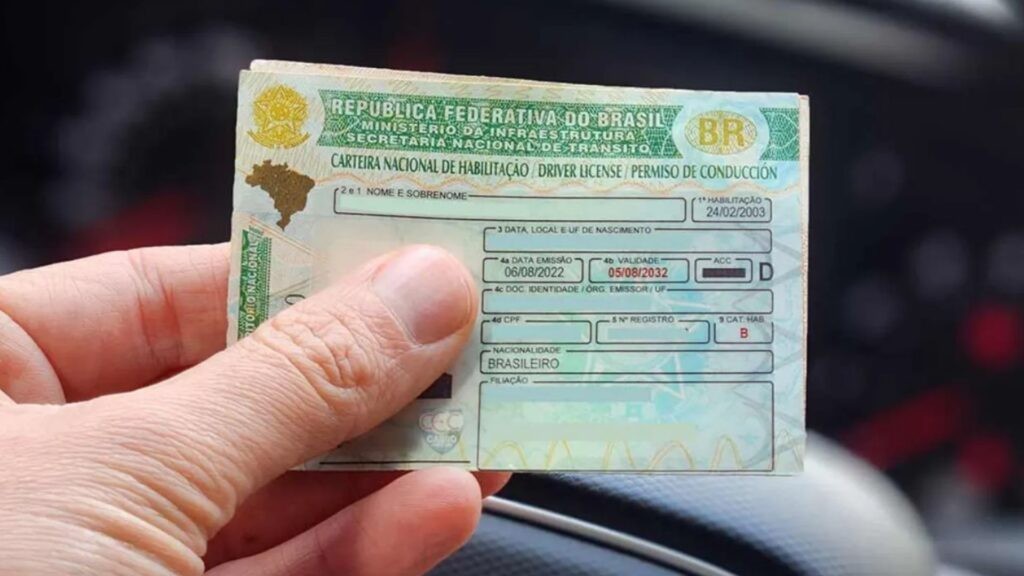 REPÚBLICA FEDERATIVA DO BRASIL
MINISTÉRIO DA INFRAESTRUTURA
SECRETARIA NACIONAL DE TRÂNSITO
BR
CARTEIRA NACIONAL DE HABILITAÇÃO / DRIVER LICENSE / PERMISO DE CONDUCCIÓN
2 e 1 NOME E SOBRENOME
1ª HABILITAÇÃO
24/02/2003
3 DATA, LOCAL E UF DE NASCIMENTO
4a DATA EMISSÃO
06/08/2022
4b VALIDADE
05/08/2032
ACC
D
4c DOC. IDENTIDADE / ÓRG. EMISSOR / UF
4d CPF
5 Nº REGISTRO
9 CAT. HAB
B
NACIONALIDADE
BRASILEIRO
FILIAÇÃO